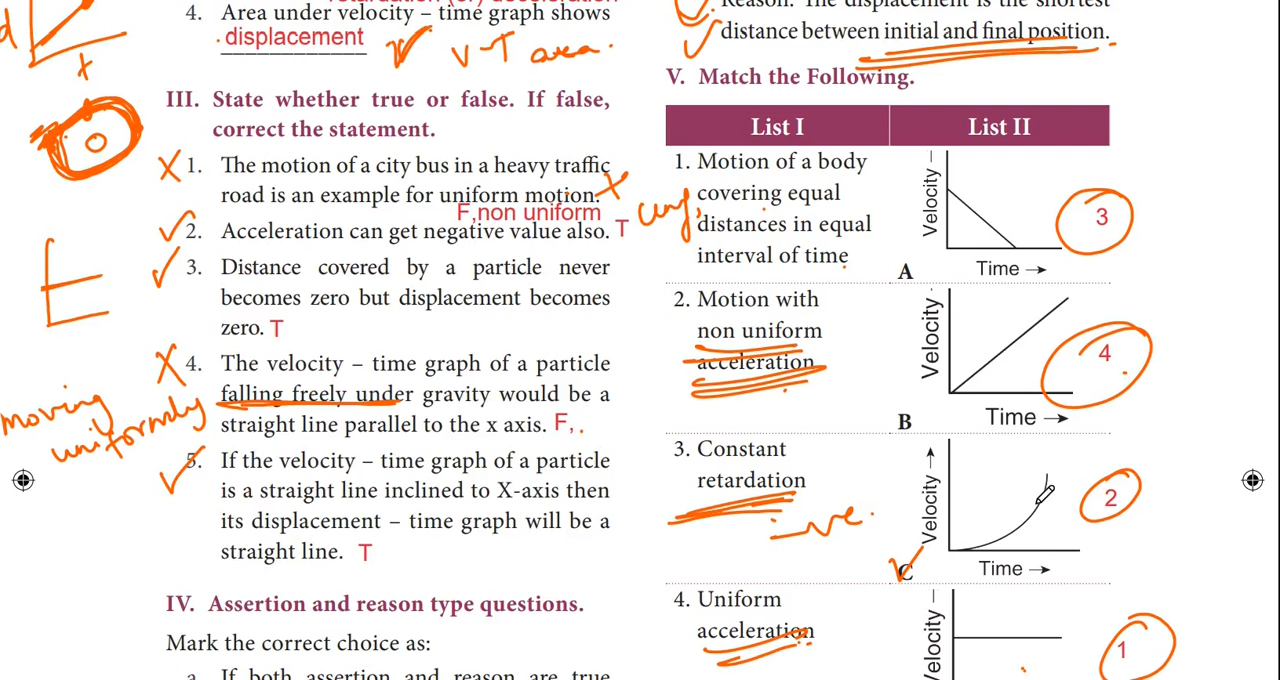 4. Area under velocity – time graph shows
displacement
V-T area.
III. State whether true or false. If false,
correct the statement.
1. The motion of a city bus in a heavy traffic
road is an example for uniform motion.
F,non uniform
2. Acceleration can get negative value also. T
3. Distance covered by a particle never
becomes zero but displacement becomes
zero. T
4. The velocity – time graph of a particle
falling freely under gravity would be a
straight line parallel to the x axis. F, .
moving
uniformly
5. If the velocity – time graph of a particle
is a straight line inclined to X-axis then
its displacement – time graph will be a
straight line. T
IV. Assertion and reason type questions.
Mark the correct choice as:
a. If both assertion and reason are true
Reason: The displacement is the shortest
distance between initial and final position.
V. Match the Following.
List I
List II
1. Motion of a body
covering equal
distances in equal
interval of time
Velocity
Time
A
3
2. Motion with
non uniform
acceleration
Velocity
Time
B
4
3. Constant
retardation
-ive.
Velocity
Time
C
2
4. Uniform
acceleration
Velocity
1